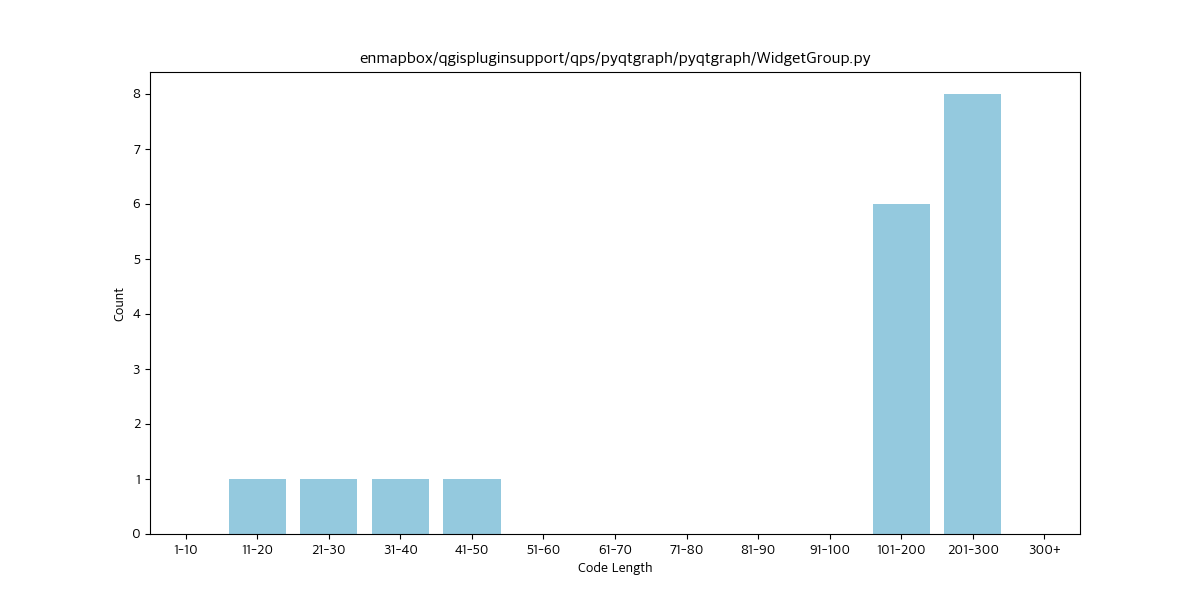 enmapbox/qgispluginsupport/qps/pyqtgraph/pyqtgraph/WidgetGroup.py
8
7
6
5
4
3
2
1
0
Count
1-10 11-20 21-30 31-40 41-50 51-60 61-70 71-80 81-90 91-100 101-200 201-300 300+
Code Length